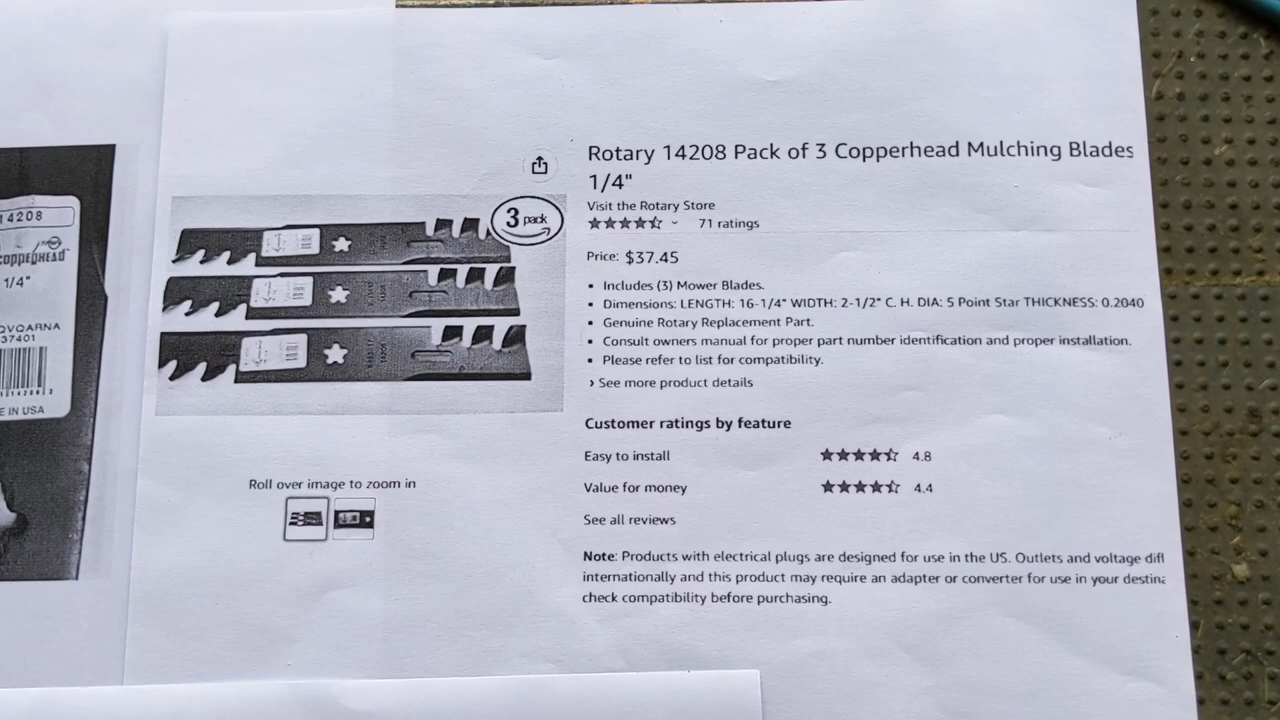 14208
COPPERHEAD
1/4"
37401
E IN USA
3 pack
Roll over image to zoom in
Rotary 14208 Pack of 3 Copperhead Mulching Blades
1/4"
Visit the Rotary Store
71 ratings
Price: $37.45
• Includes (3) Mower Blades.
• Dimensions: LENGTH: 16-1/4" WIDTH: 2-1/2" C. H. DIA: 5 Point Star THICKNESS: 0.2040
• Genuine Rotary Replacement Part.
• Consult owners manual for proper part number identification and proper installation.
• Please refer to list for compatibility.
› See more product details
Customer ratings by feature
Easy to install 4.8
Value for money 4.4
See all reviews
Note: Products with electrical plugs are designed for use in the US. Outlets and voltage diff
internationally and this product may require an adapter or converter for use in your destina
check compatibility before purchasing.